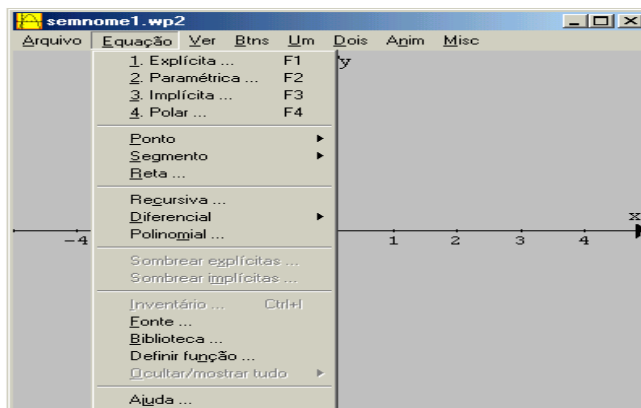 semnome1.wp2
Arquivo Equação Ver Btns Um Dois Anim Misc
1. Explícita ... F1
2. Paramétrica ... F2
3. Implícita ... F3
4. Polar ... F4
Ponto
Segmento
Reta ...
Recursiva ...
Diferencial
Polinomial ...
Sombrear explícitas ...
Sombrear implícitas ...
Inventário ... Ctrl+I
Fonte ...
Biblioteca ...
Definir função ...
Ocultar/mostrar tudo
Ajuda ...
y
x
-4 1 2 3 4